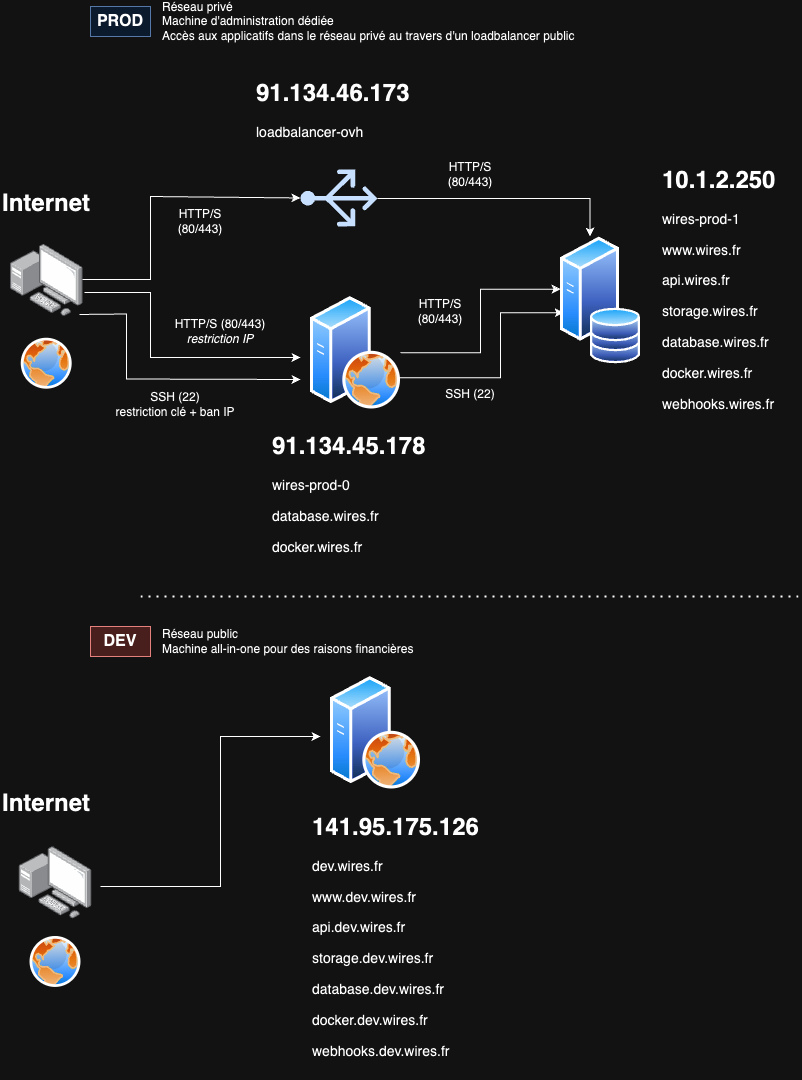 PROD
Réseau privé
Machine d'administration dédiée
Accès aux applicatifs dans le réseau privé au travers d'un loadbalancer public
91.134.46.173
loadbalancer-ovh
Internet
HTTP/S
(80/443)
HTTP/S
(80/443)
10.1.2.250
wires-prod-1
www.wires.fr
api.wires.fr
storage.wires.fr
database.wires.fr
docker.wires.fr
webhooks.wires.fr
HTTP/S (80/443)
restriction IP
HTTP/S
(80/443)
SSH (22)
restriction clé + ban IP
SSH (22)
91.134.45.178
wires-prod-0
database.wires.fr
docker.wires.fr
DEV
Réseau public
Machine all-in-one pour des raisons financières
Internet
141.95.175.126
dev.wires.fr
www.dev.wires.fr
api.dev.wires.fr
storage.dev.wires.fr
database.dev.wires.fr
docker.dev.wires.fr
webhooks.dev.wires.fr